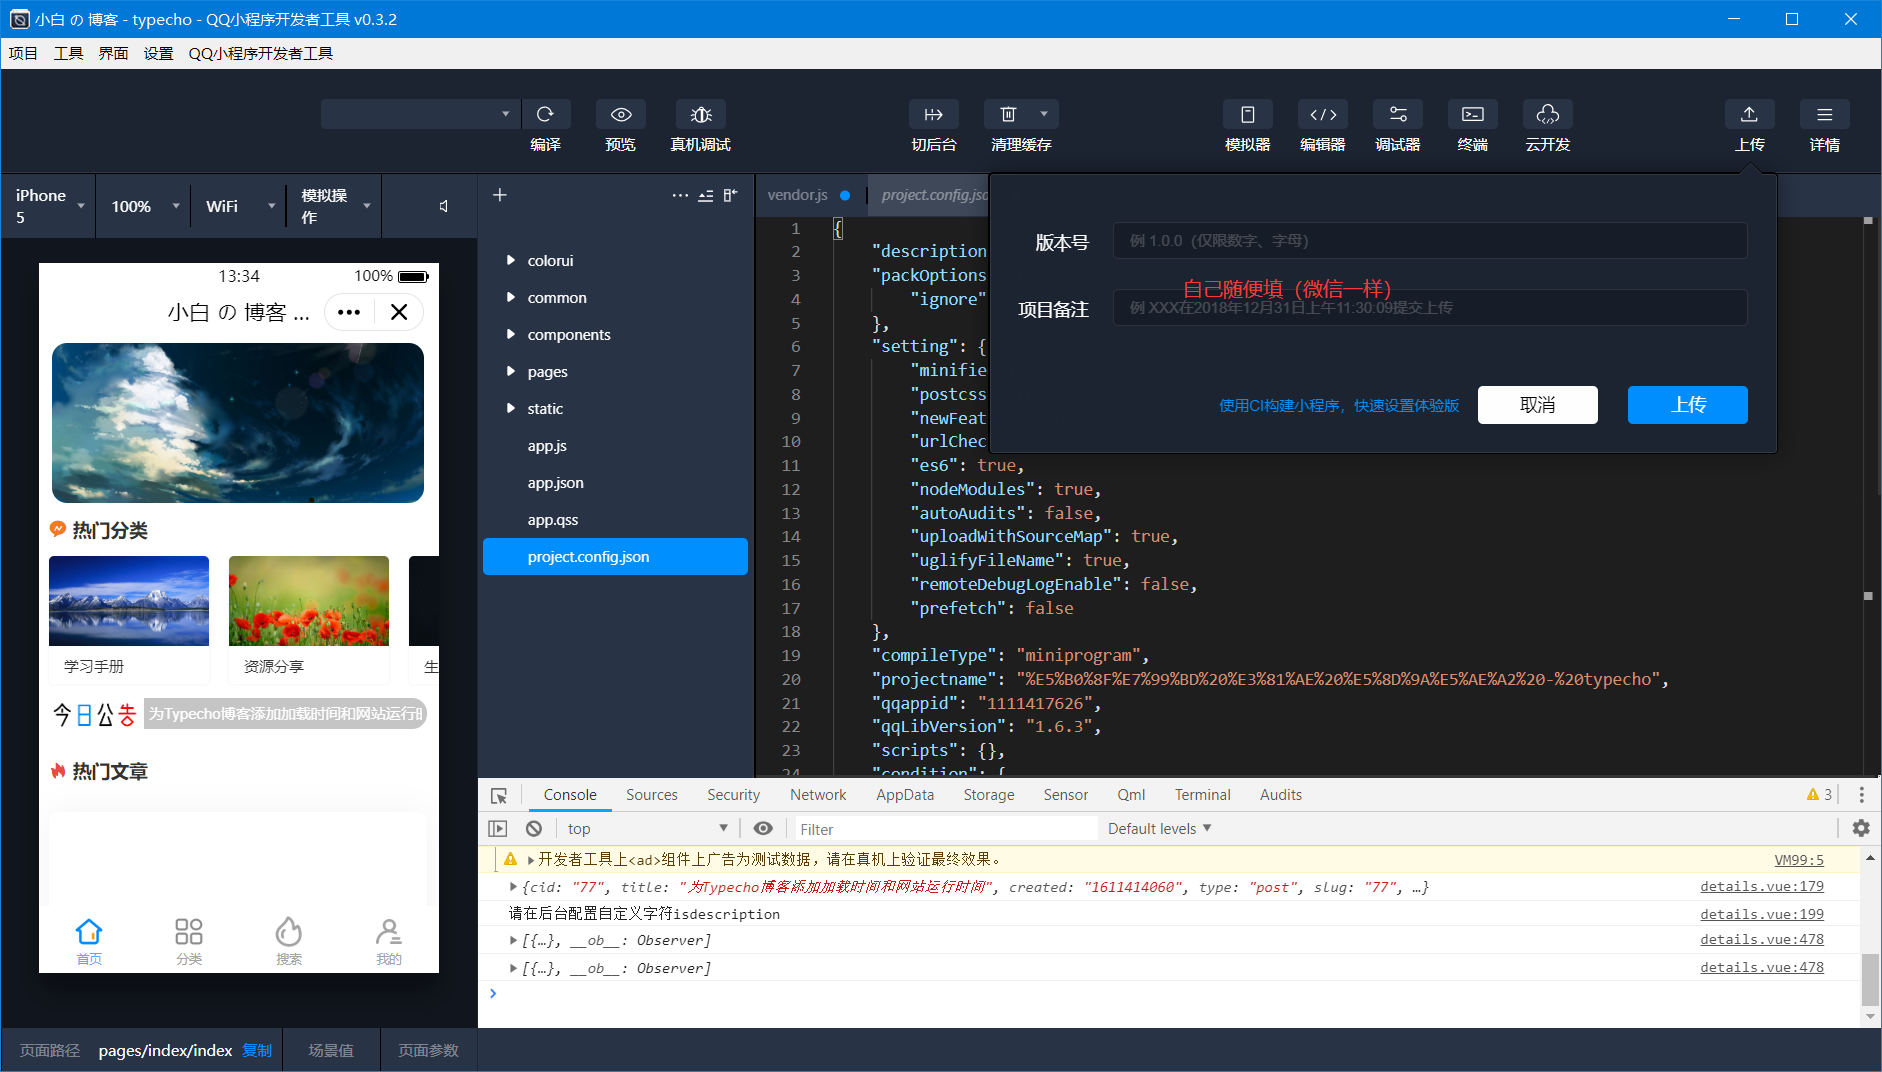 小白 の 博客 - typecho - QQ小程序开发者工具 v0.3.2
项目 工具 界面 设置 QQ小程序开发者工具
编译 预览 真机调试 切后台 清理缓存 模拟器 编辑器 调试器 终端 云开发 上传 详情
iPhone 5 100% WiFi 模拟操作
13:34 100%
小白 の 博客 ...
热门分类
学习手册 资源分享 生
今日公告 为Typecho博客添加加载时间和网站运行时
热门文章
首页 分类 搜索 我的
页面路径 pages/index/index 复制 场景值 页面参数
colorui
common
components
pages
static
app.js
app.json
app.qss
project.config.json
vendor.js project.config.jso
1 {
2 "description
3 "packOptions
4 "ignore"
5 },
6 "setting": {
7 "minifie
8 "postcss
9 "newFeat
10 "urlChec
11 "es6": true,
12 "nodeModules": true,
13 "autoAudits": false,
14 "uploadWithSourceMap": true,
15 "uglifyFileName": true,
16 "remoteDebugLogEnable": false,
17 "prefetch": false
18 },
19 "compileType": "miniprogram",
20 "projectname": "%E5%B0%8F%E7%99%BD%20%E3%81%AE%20%E5%8D%9A%E5%AE%A2%20-%20typecho",
21 "qqappid": "1111417626",
22 "qqLibVersion": "1.6.3",
23 "scripts": {},
24 "condition": {
版本号 例 1.0.0 (仅限数字、字母)
自己随便填（微信一样）
项目备注 例 XXX在2018年12月31日上午11:30:09提交上传
使用CI构建小程序，快速设置体验版 取消 上传
Console Sources Security Network AppData Storage Sensor Qml Terminal Audits 3
top Filter Default levels
开发者工具上<ad>组件上广告为测试数据，请在真机上验证最终效果。 VM99:5
{cid: "77", title: "为Typecho博客添加加载时间和网站运行时间", created: "1611414060", type: "post", slug: "77", …} details.vue:179
请在后台配置自定义字符isdescription details.vue:199
[{…}, __ob__: Observer] details.vue:478
[{…}, __ob__: Observer] details.vue:478